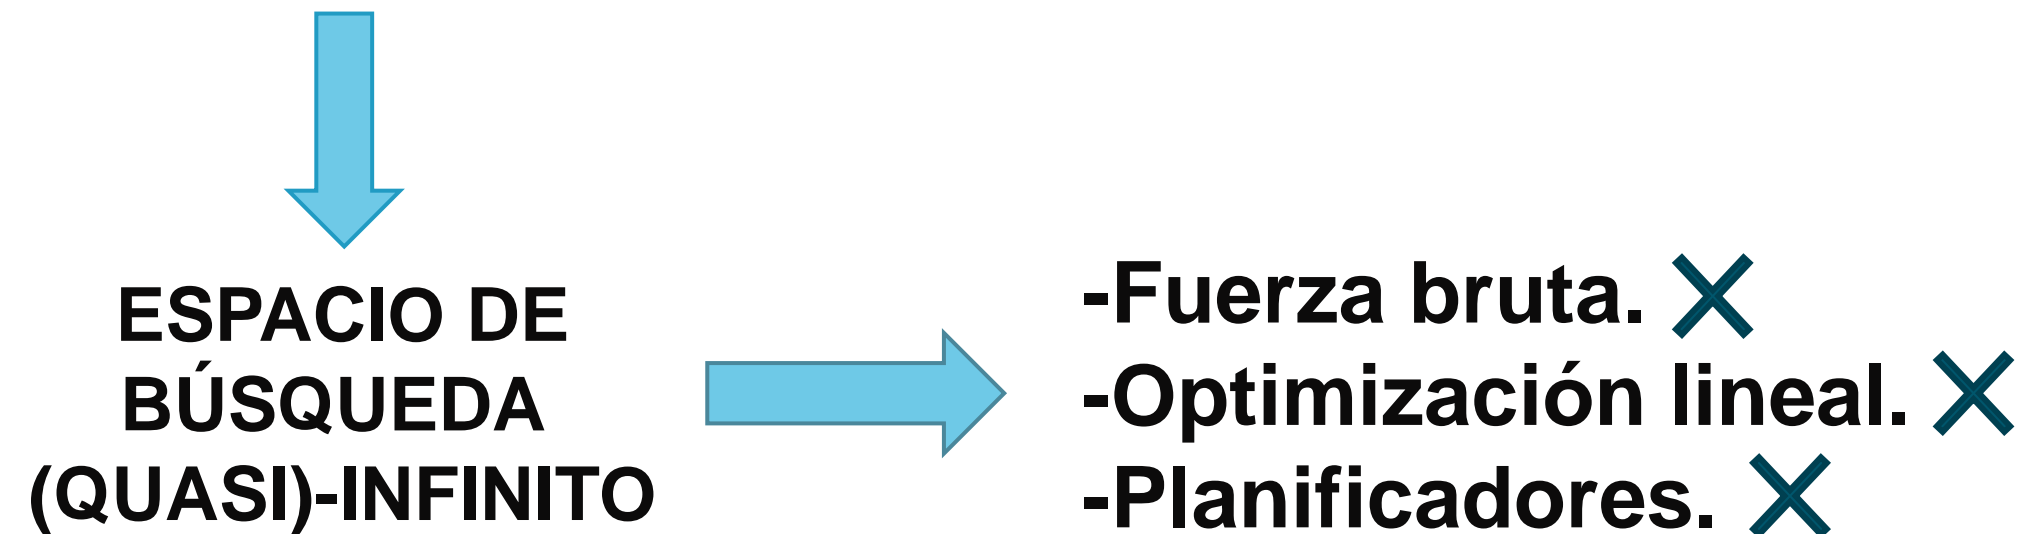 ESPACIO DE
BÚSQUEDA
(QUASI)-INFINITO
-Fuerza bruta.
-Optimización lineal.
-Planificadores.